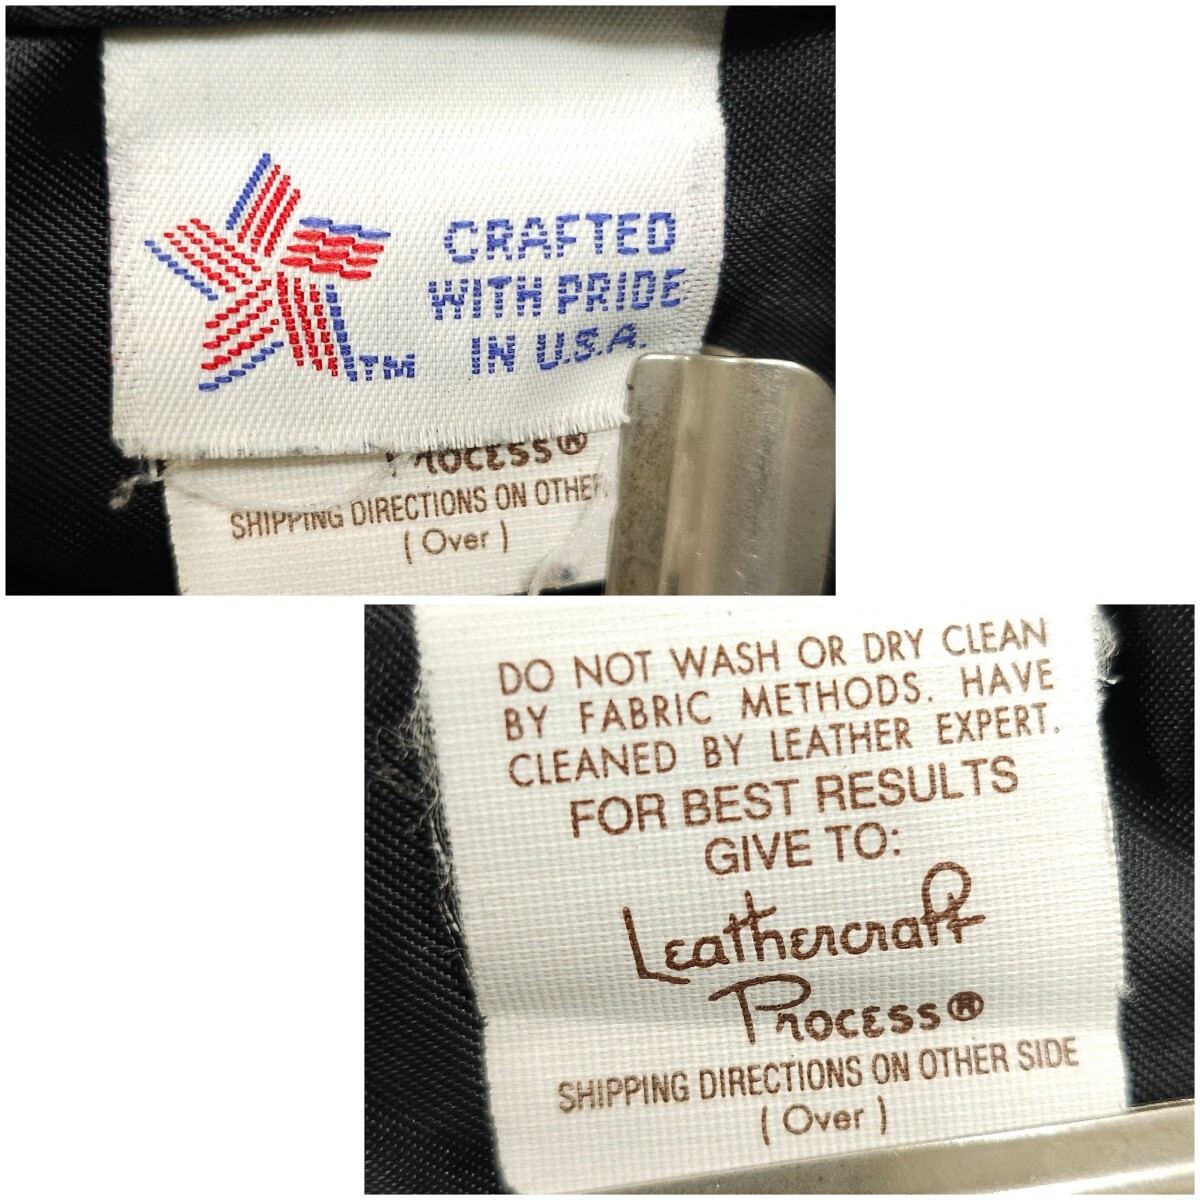 CRAFTED
WITH PRIDE
IN U.S.A.
TM
PROCESS®
SHIPPING DIRECTIONS ON OTHER
( Over )
DO NOT WASH OR DRY CLEAN
BY FABRIC METHODS. HAVE
CLEANED BY LEATHER EXPERT.
FOR BEST RESULTS
GIVE TO:
Leathercraft
Process®
SHIPPING DIRECTIONS ON OTHER SIDE
( Over )